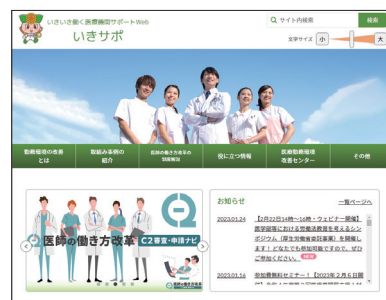 いきいき働く医療機関サポートWeb
いきサポ
サイト内検索
検索
文字サイズ
小
大
勤務環境の改善
とは
取組み事例の
紹介
医師の働き方改革の
制度解説
役に立つ情報
医療勤務環境
改善センター
その他
医師の働き方改革
C2審査・申請ナビ
お知らせ
一覧ページへ
2023.01.24
【2月22日14時～16時・ウェビナー開催】
医学部等における労働法教育を考えるシン
ポジウム（厚生労働省委託事業）を開催し
ます！どなたでも参加可能ですので、ぜひ
ご参加ください。
NEW
2023.01.16
参加費無料セミナー！【2023年2月6日開